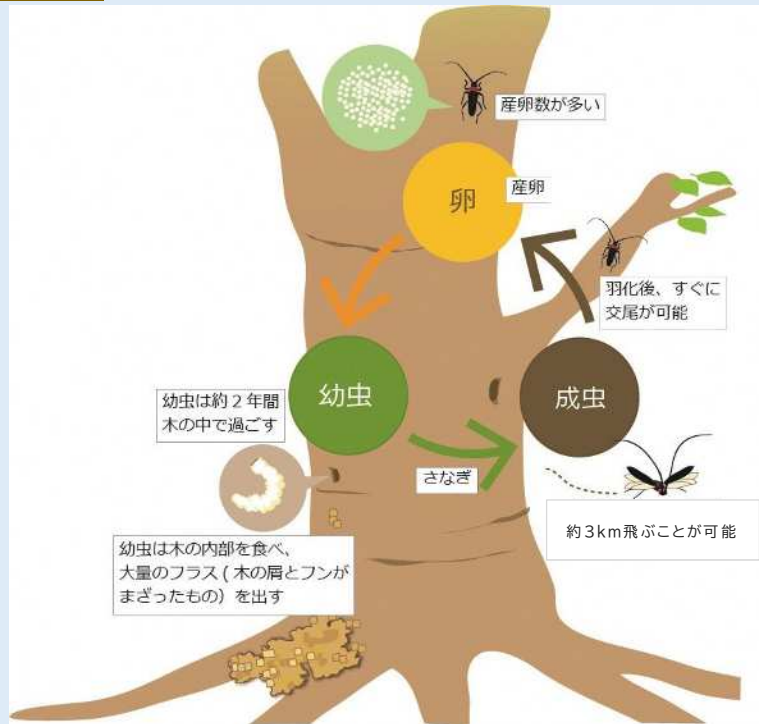 産卵数が多い
卵
産卵
羽化後、すぐに
交尾が可能
幼虫
成虫
幼虫は約2年間
木の中で過ごす
さなぎ
約3km飛ぶことが可能
幼虫は木の内部を食べ、
大量のフラス(木の屑とフンが
まざったもの)を出す